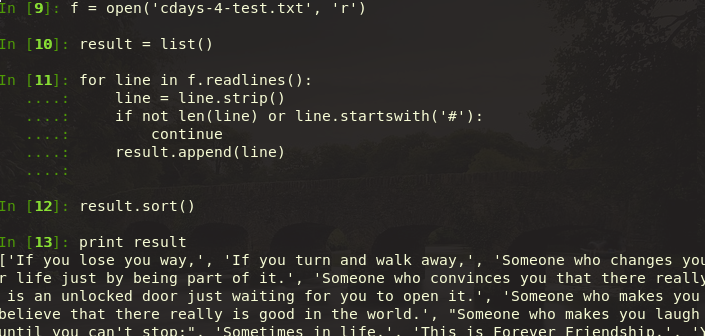 In [9]: f = open('cdays-4-test.txt', 'r')
In [10]: result = list()
In [11]: for line in f.readlines():
....: line = line.strip()
....: if not len(line) or line.startswith('#'):
....: continue
....: result.append(line)
....:
In [12]: result.sort()
In [13]: print result
['If you lose you way,', 'If you turn and walk away,', 'Someone who changes you
r life just by being part of it.', 'Someone who convinces you that there really
is an unlocked door just waiting for you to open it.', 'Someone who makes you
believe that there really is good in the world.', "Someone who makes you laugh
until you can't stop;", 'Sometimes in life,', 'This is Forever Friendship.',